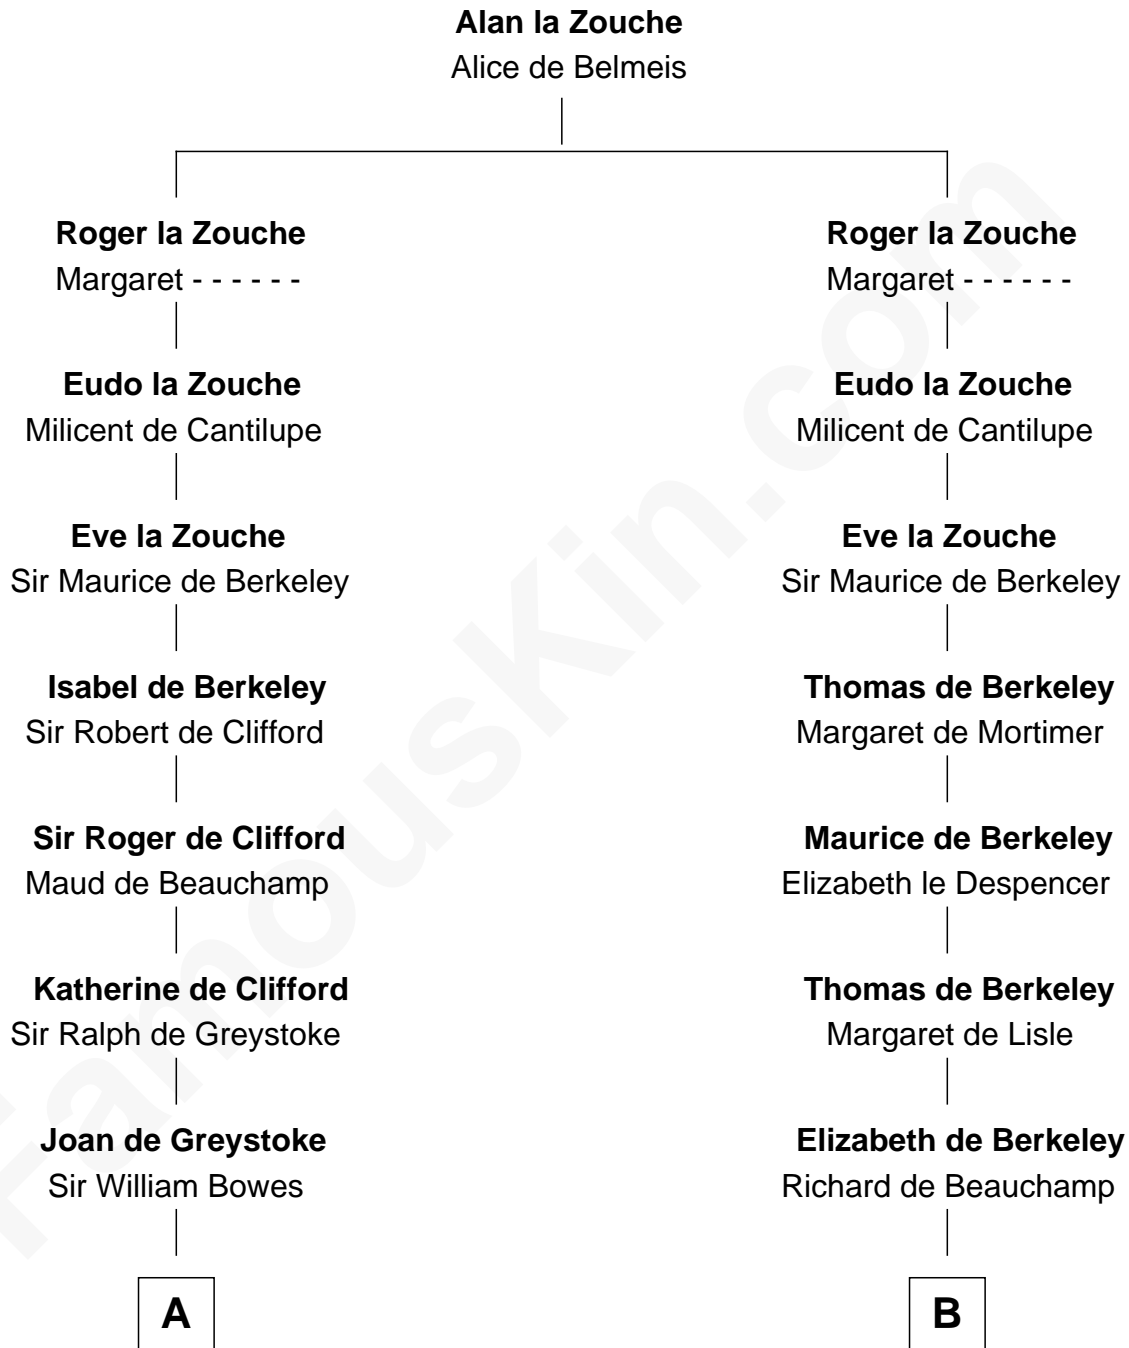 Alan la Zouche
Alice de Belmeis
Roger la Zouche
Margaret - - - - - -
Roger la Zouche
Margaret - - - - - -
Eudo la Zouche
Milicent de Cantilupe
Eudo la Zouche
Milicent de Cantilupe
Eve la Zouche
Sir Maurice de Berkeley
Eve la Zouche
Sir Maurice de Berkeley
Isabel de Berkeley
Sir Robert de Clifford
Thomas de Berkeley
Margaret de Mortimer
Sir Roger de Clifford
Maud de Beauchamp
Maurice de Berkeley
Elizabeth le Despencer
Katherine de Clifford
Sir Ralph de Greystoke
Thomas de Berkeley
Margaret de Lisle
Joan de Greystoke
Sir William Bowes
Elizabeth de Berkeley
Richard de Beauchamp
A
B
FamousKin.com